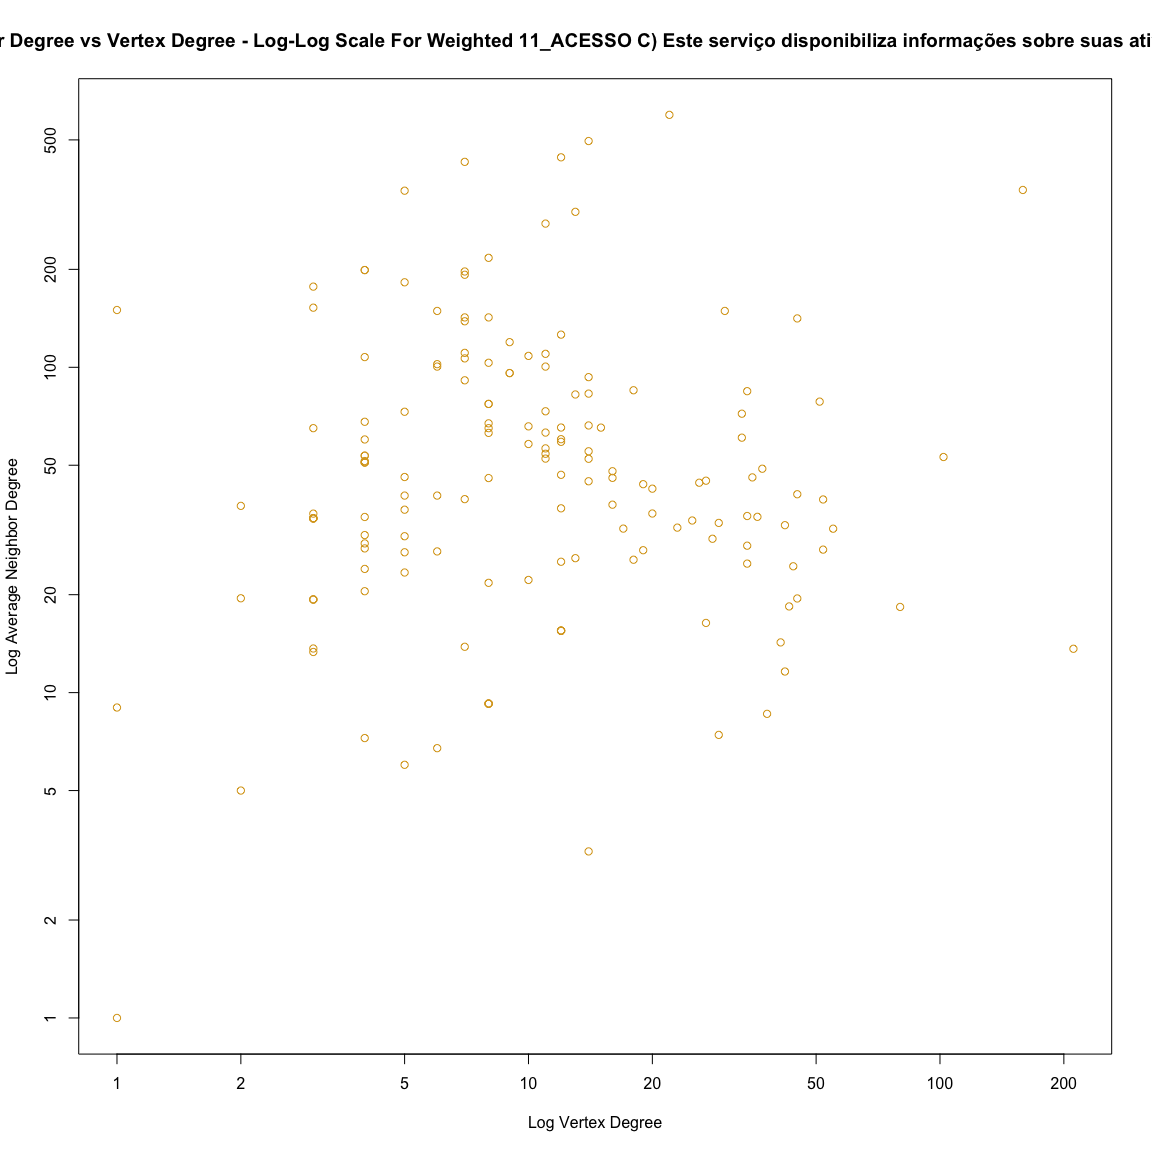 r Degree vs Vertex Degree - Log-Log Scale For Weighted 11_ACESSO C) Este serviço disponibiliza informações sobre suas ati
500
200
100
50
20
10
5
2
1
Log Average Neighbor Degree
1 2 5 10 20 50 100 200
Log Vertex Degree